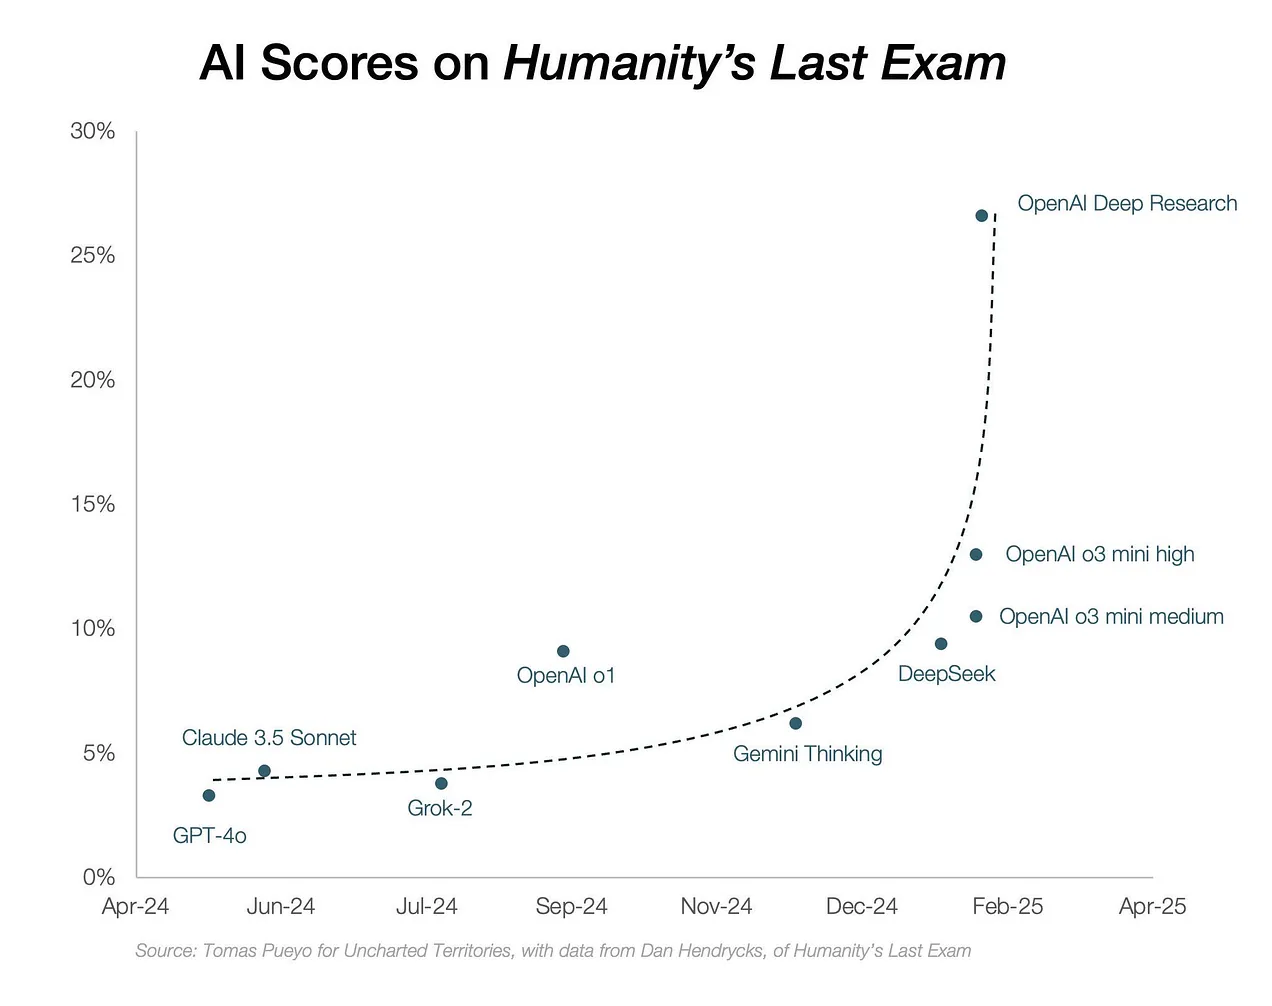 AI Scores on Humanity's Last Exam
30%
OpenAI Deep Research
25%
20%
15%
OpenAI o3 mini high
10%
OpenAI o3 mini medium
DeepSeek
OpenAI o1
Claude 3.5 Sonnet
5%
Gemini Thinking
Grok-2
GPT-4o
0%
Apr-24 Jun-24 Jul-24 Sep-24 Nov-24 Dec-24 Feb-25 Apr-25
Source: Tomas Pueyo for Uncharted Territories, with data from Dan Hendrycks, of Humanity's Last Exam